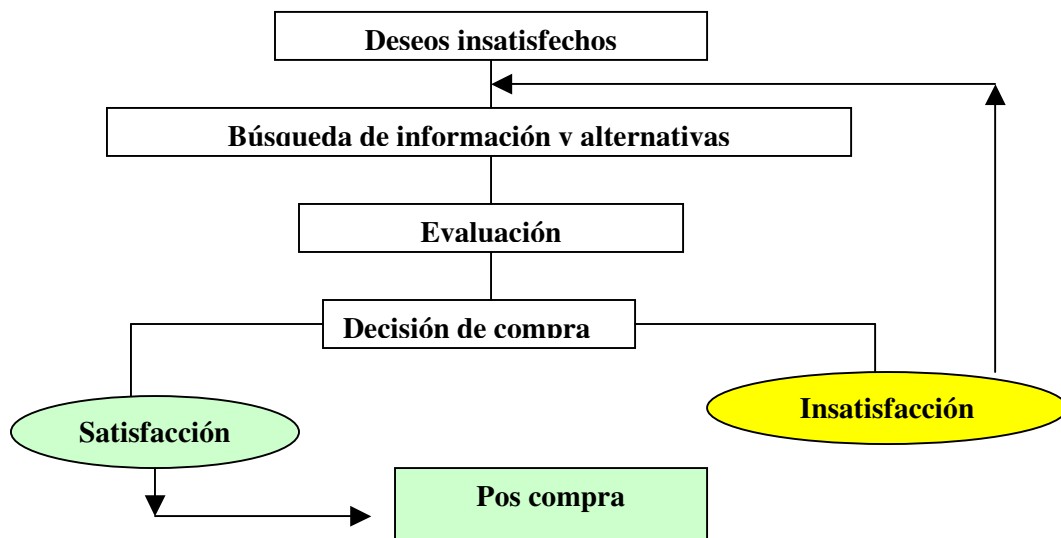 Deseos insatisfechos
Búsqueda de información y alternativas
Evaluación
Decisión de compra
Insatisfacción
Satisfacción
Pos compra